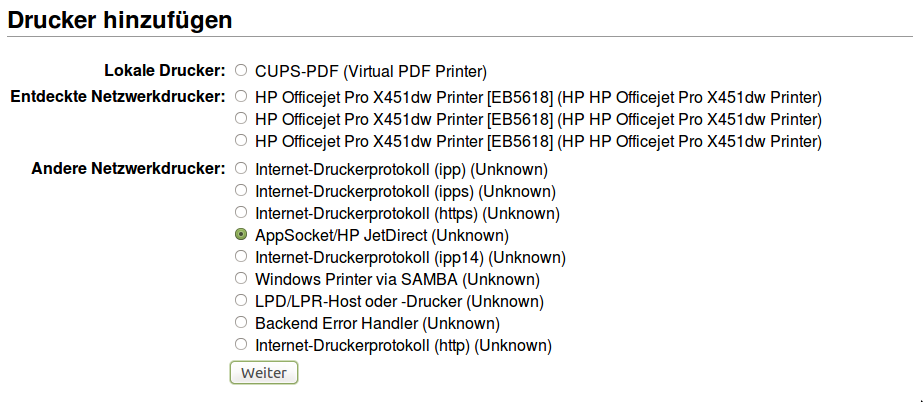 Drucker hinzufügen
Lokale Drucker: CUPS-PDF (Virtual PDF Printer)
Entdeckte Netzwerkdrucker: HP Officejet Pro X451dw Printer [EB5618] (HP HP Officejet Pro X451dw Printer)
HP Officejet Pro X451dw Printer [EB5618] (HP HP Officejet Pro X451dw Printer)
HP Officejet Pro X451dw Printer [EB5618] (HP HP Officejet Pro X451dw Printer)
Andere Netzwerkdrucker: Internet-Druckerprotokoll (ipp) (Unknown)
Internet-Druckerprotokoll (ipps) (Unknown)
Internet-Druckerprotokoll (https) (Unknown)
AppSocket/HP JetDirect (Unknown)
Internet-Druckerprotokoll (ipp14) (Unknown)
Windows Printer via SAMBA (Unknown)
LPD/LPR-Host oder -Drucker (Unknown)
Backend Error Handler (Unknown)
Internet-Druckerprotokoll (http) (Unknown)
Weiter